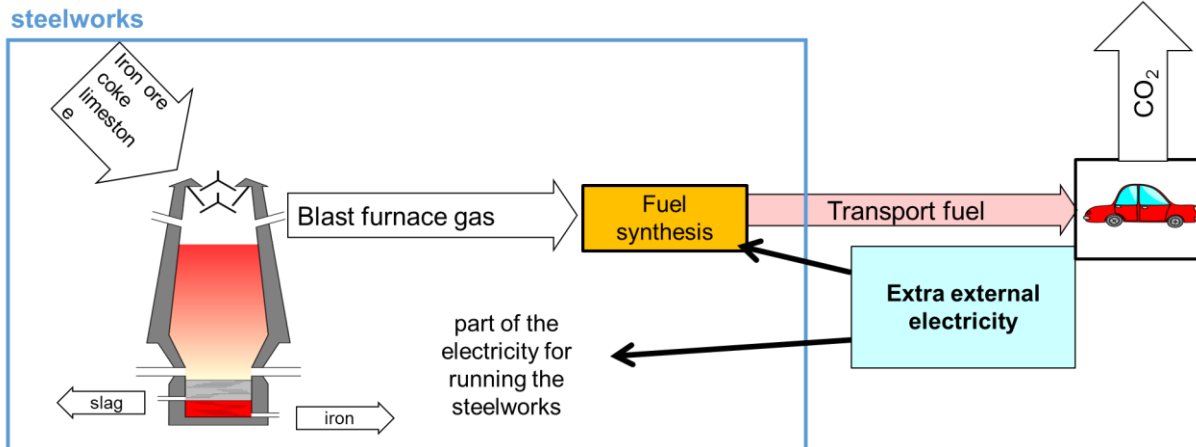 steelworks
Iron ore
coke
limeston
e
CO2
Blast furnace gas
Fuel
synthesis
Transport fuel
Extra external
electricity
part of the
electricity for
running the
steelworks
slag
iron